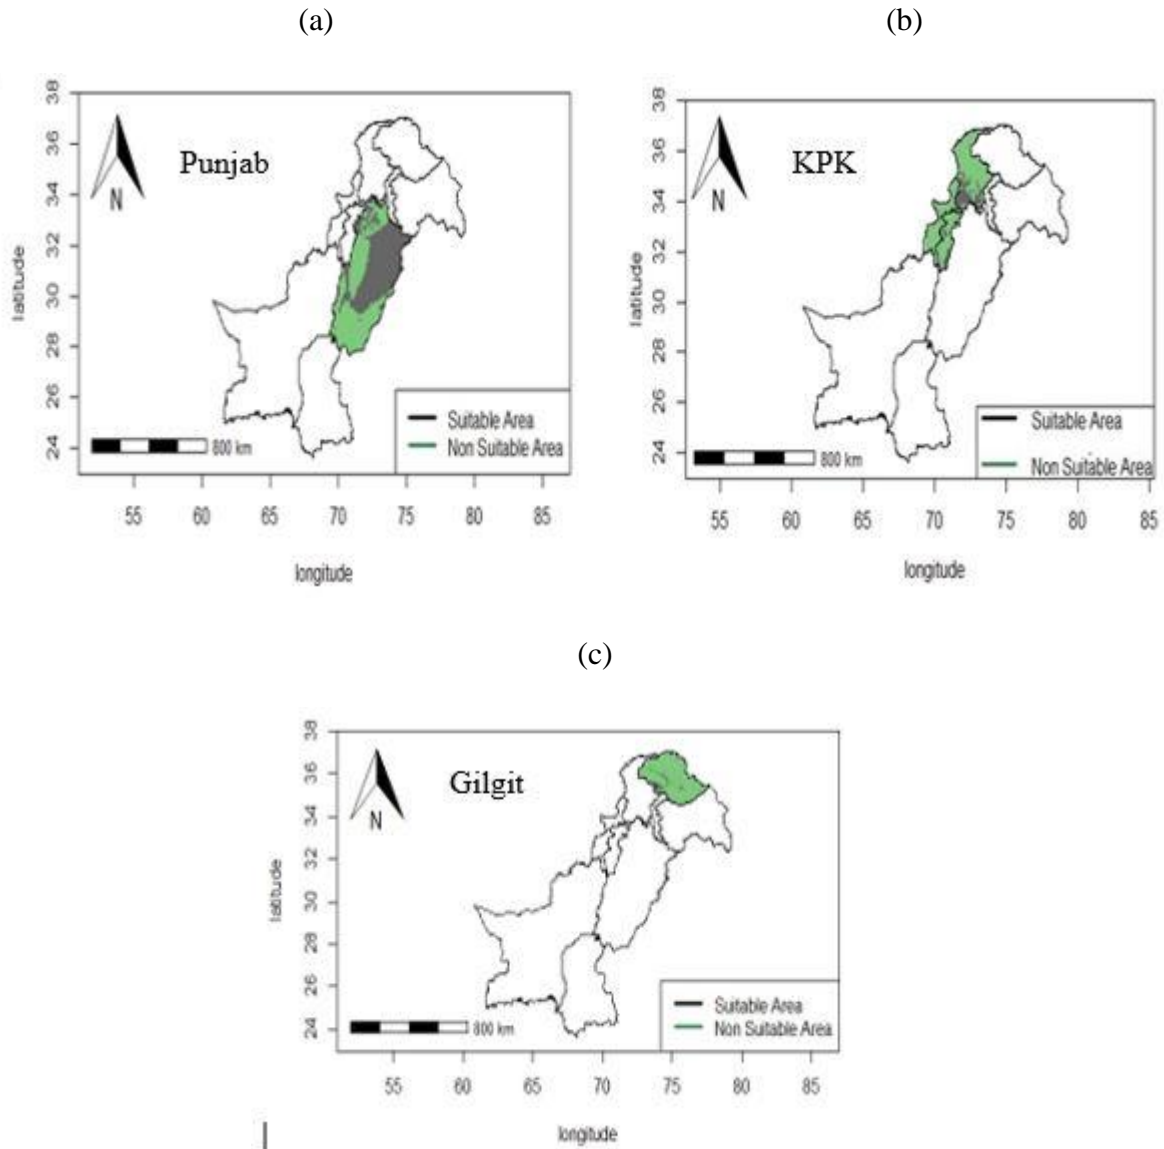 (a)
(b)
38
36
34
32
30
28
26
24
latitude
N
Punjab
Suitable Area
Non Suitable Area
800 km
55 60 65 70 75 80 85
longitude
38
36
34
32
30
28
26
24
latitude
N
KPK
Suitable Area
Non Suitable Area
800 km
55 60 65 70 75 80 85
longitude
(c)
38
36
34
32
30
28
26
24
latitude
N
Gilgit
Suitable Area
Non Suitable Area
800 km
55 60 65 70 75 80 85
longitude